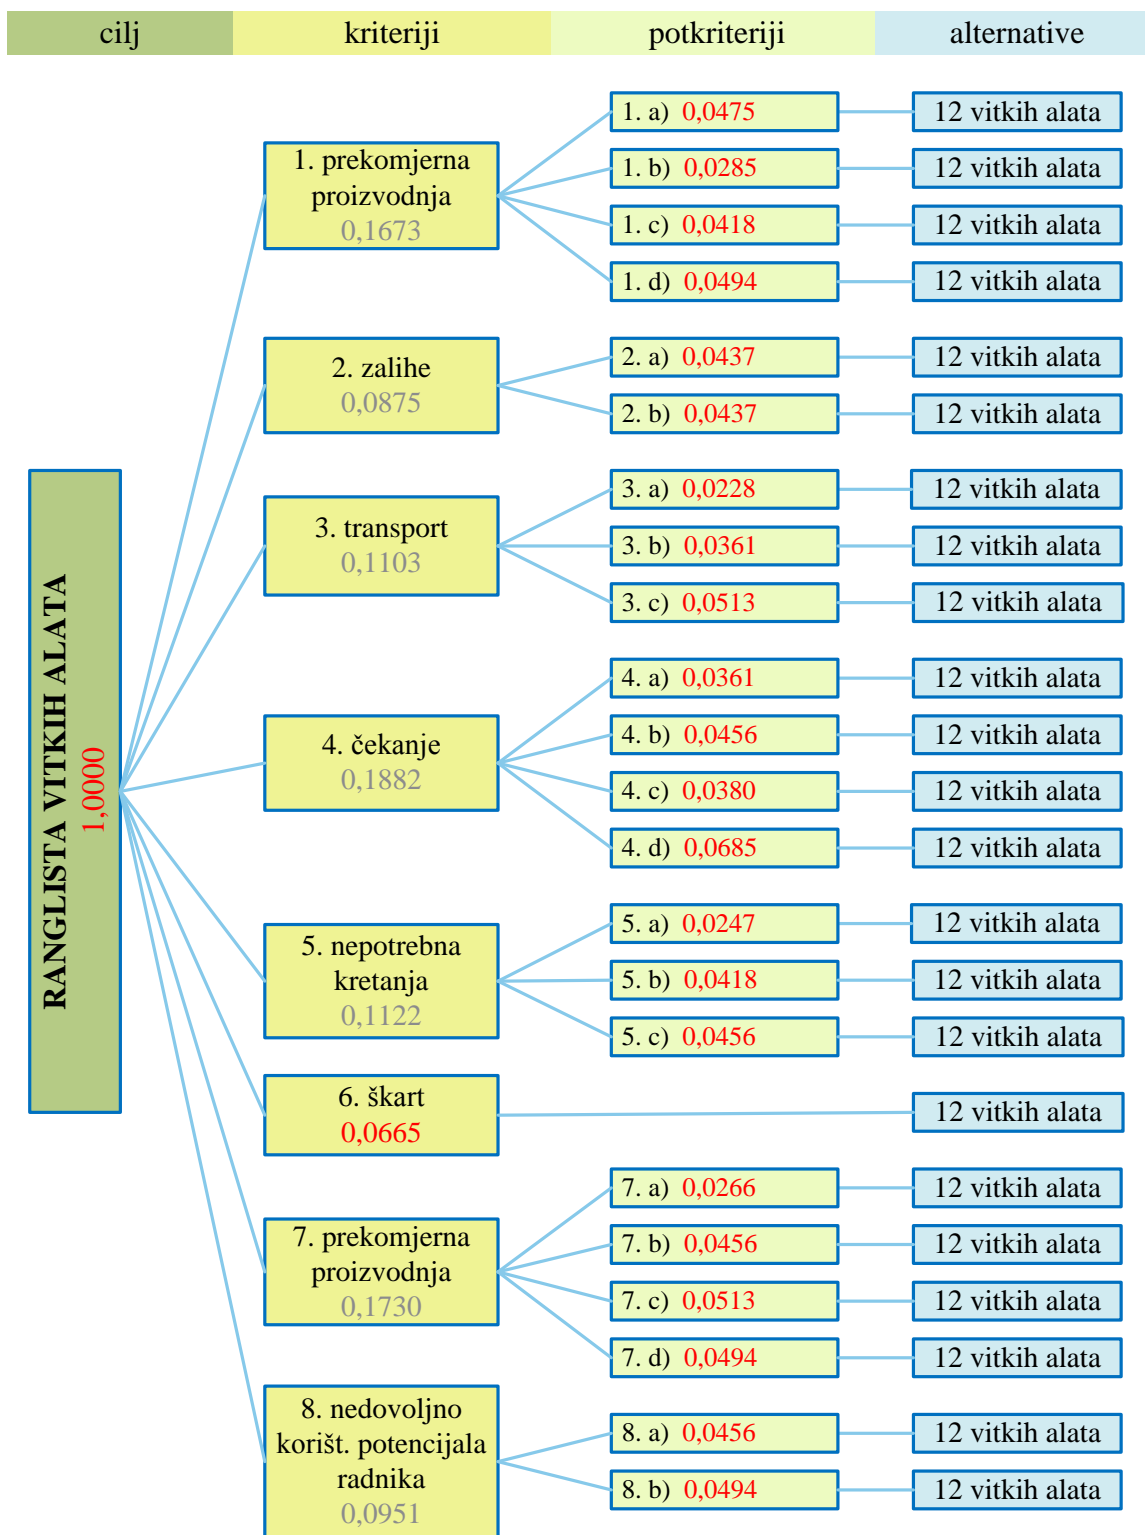 cilj kriteriji potkriteriji alternative
RANGLISTA VITKIH ALATA
1,0000
1. prekomjerna
proizvodnja
0,1673
1. a) 0,0475 12 vitkih alata
1. b) 0,0285 12 vitkih alata
1. c) 0,0418 12 vitkih alata
1. d) 0,0494 12 vitkih alata
2. zalihe
0,0875
2. a) 0,0437 12 vitkih alata
2. b) 0,0437 12 vitkih alata
3. transport
0,1103
3. a) 0,0228 12 vitkih alata
3. b) 0,0361 12 vitkih alata
3. c) 0,0513 12 vitkih alata
4. čekanje
0,1882
4. a) 0,0361 12 vitkih alata
4. b) 0,0456 12 vitkih alata
4. c) 0,0380 12 vitkih alata
4. d) 0,0685 12 vitkih alata
5. nepotrebna
kretanja
0,1122
5. a) 0,0247 12 vitkih alata
5. b) 0,0418 12 vitkih alata
5. c) 0,0456 12 vitkih alata
6. škart
0,0665
12 vitkih alata
7. prekomjerna
proizvodnja
0,1730
7. a) 0,0266 12 vitkih alata
7. b) 0,0456 12 vitkih alata
7. c) 0,0513 12 vitkih alata
7. d) 0,0494 12 vitkih alata
8. nedovoljno
korišt. potencijala
radnika
0,0951
8. a) 0,0456 12 vitkih alata
8. b) 0,0494 12 vitkih alata